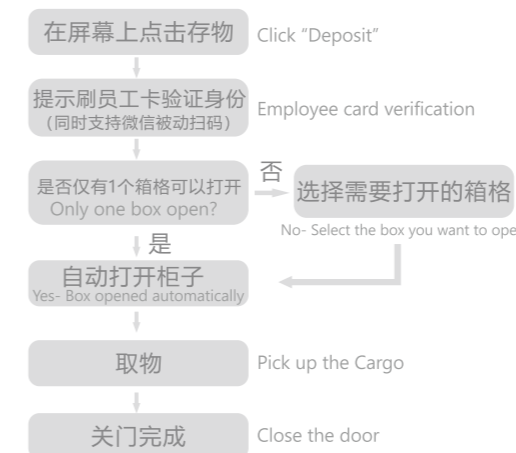 在屏幕上点击存物
Click “Deposit”
提示刷员工卡验证身份
（同时支持微信被动扫码）
Employee card verification
是否仅有1个箱格可以打开
Only one box open?
否
选择需要打开的箱格
No- Select the box you want to ope
是
自动打开柜子
Yes- Box opened automatically
取物
Pick up the Cargo
关门完成
Close the door